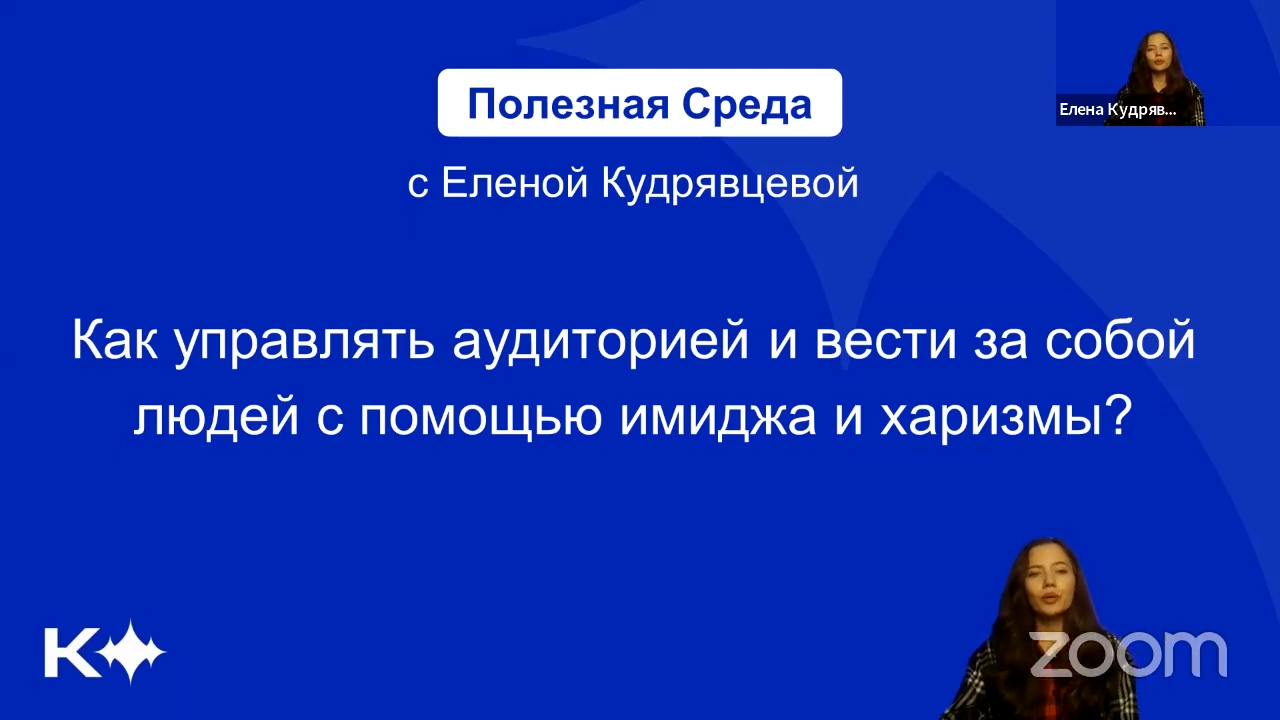 Полезная Среда
Елена Кудряв...
с Еленой Кудрявцевой
Как управлять аудиторией и вести за собой
людей с помощью имиджа и харизмы?
K
zoom